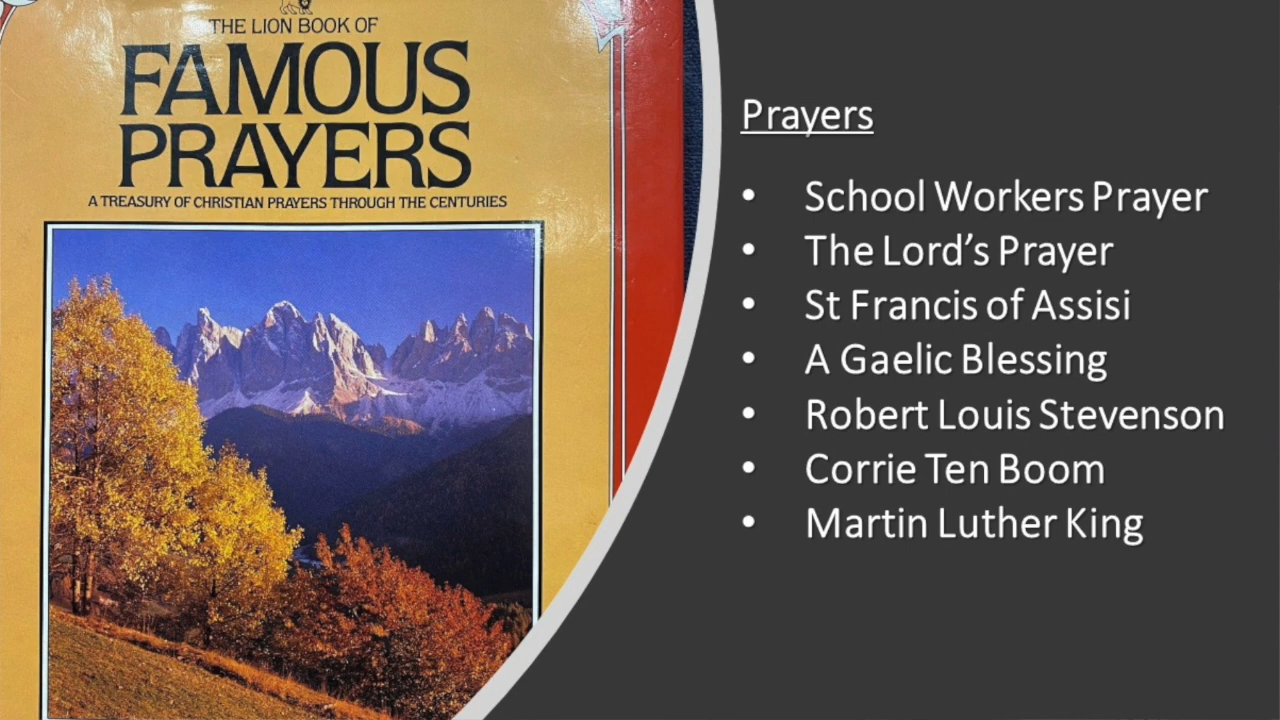 THE LION BOOK OF
FAMOUS
PRAYERS
A TREASURY OF CHRISTIAN PRAYERS THROUGH THE CENTURIES
Prayers
• School Workers Prayer
• The Lord's Prayer
• St Francis of Assisi
• A Gaelic Blessing
• Robert Louis Stevenson
• Corrie Ten Boom
• Martin Luther King